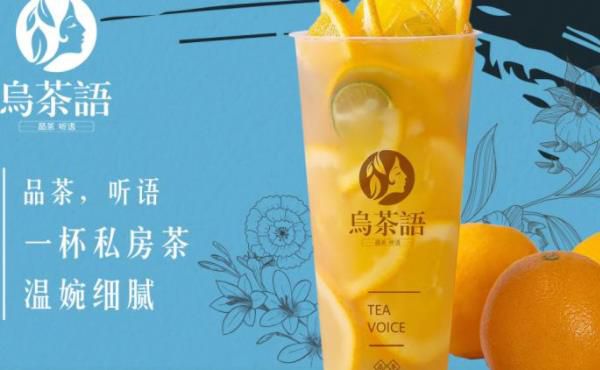 烏茶語
品茶 听语
品茶，听语
一杯私房茶
温婉细腻
烏茶語
品茶 听语
TEA
VOICE